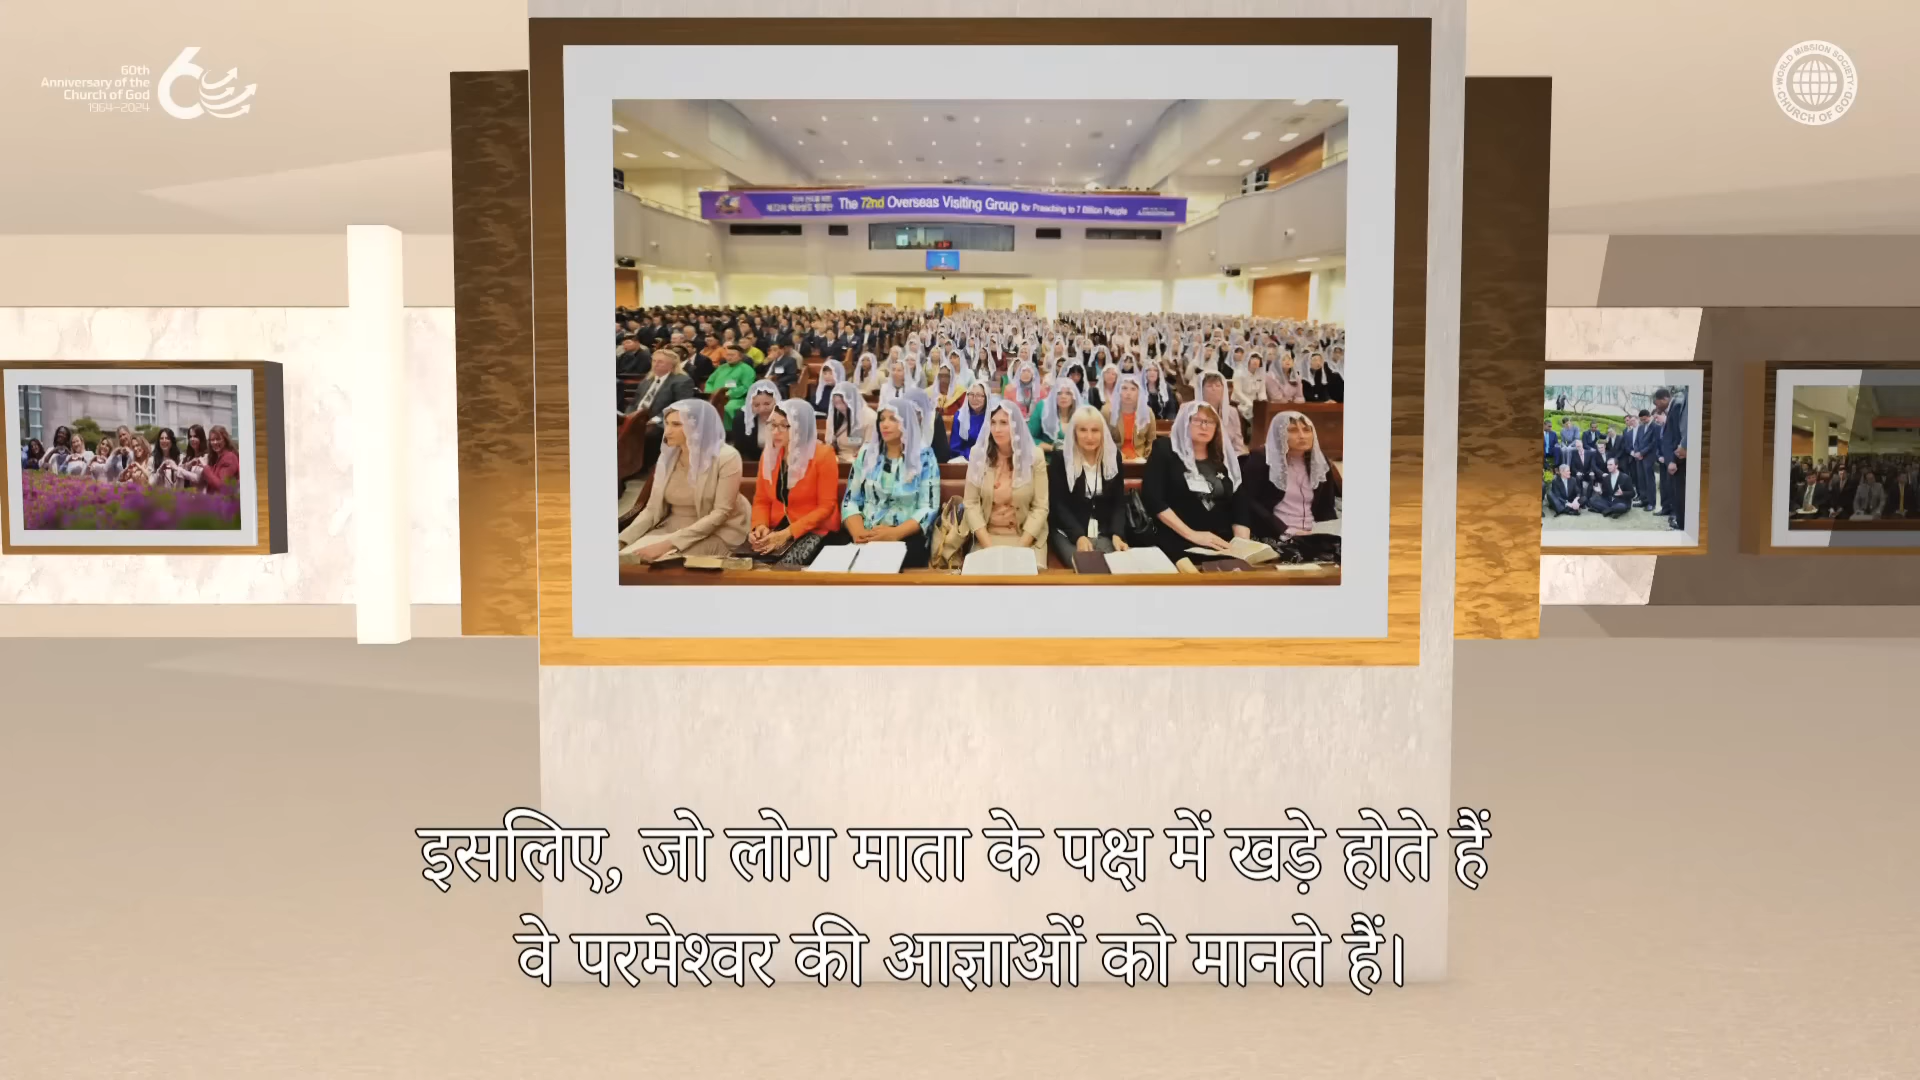 60th
Anniversary of the
Church of God
1964–2024
WORLD MISSION SOCIETY
CHURCH OF GOD
The 72nd Overseas Visiting Group for Preaching to 7 Billion People
इसलिए, जो लोग माता के पक्ष में खड़े होते हैं
वे परमेश्वर की आज्ञाओं को मानते हैं।